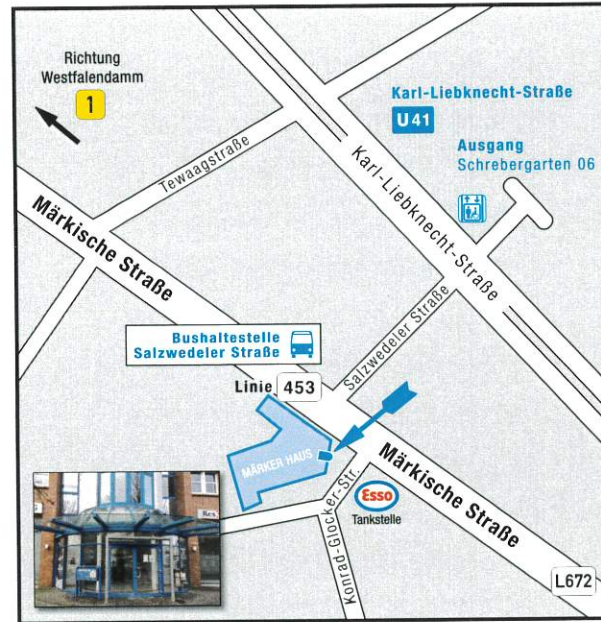 Richtung
Westfalendamm
1
Karl-Liebknecht-Straße
U41
Ausgang
Schrebergarten 06
Tewaagstraße
Karl-Liebknecht-Straße
Märkische Straße
Bushaltestelle
Salzwedeler Straße
Salzwedeler Straße
Linie 453
MÄRKER HAUS
Märkische Straße
Esso
Tankstelle
Konrad-Glocker-Str.
L672